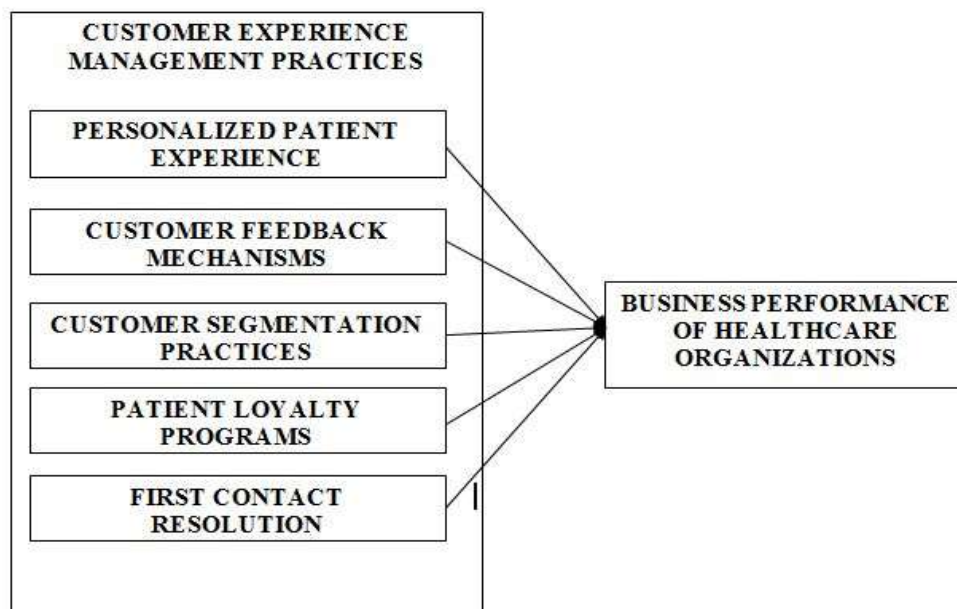 CUSTOMER EXPERIENCE
MANAGEMENT PRACTICES
PERSONALIZED PATIENT
EXPERIENCE
CUSTOMER FEEDBACK
MECHANISMS
CUSTOMER SEGMENTATION
PRACTICES
PATIENT LOYALTY
PROGRAMS
FIRST CONTACT
RESOLUTION
BUSINESS PERFORMANCE
OF HEALTHCARE
ORGANIZATIONS